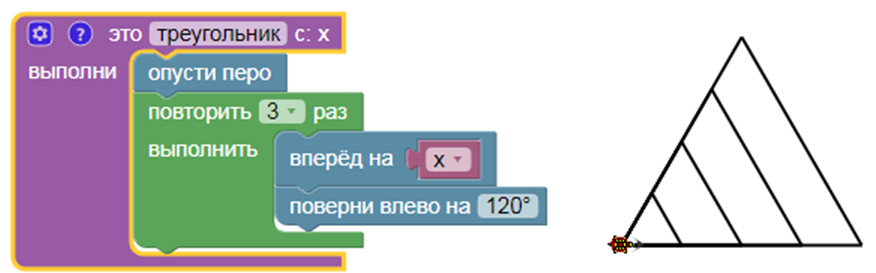 ? это треугольник с: x
выполни
опусти перо
повторить 3 раз
выполнить
вперёд на x
поверни влево на 120°